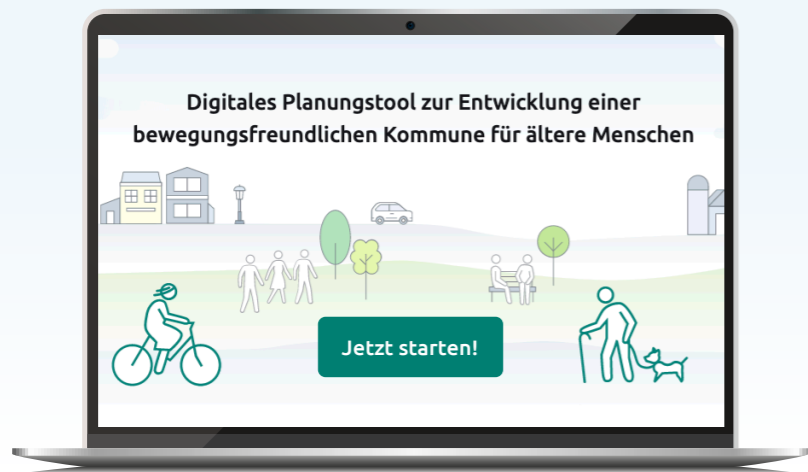 Digitales Planungstool zur Entwicklung einer
bewegungsfreundlichen Kommune für ältere Menschen
Jetzt starten!